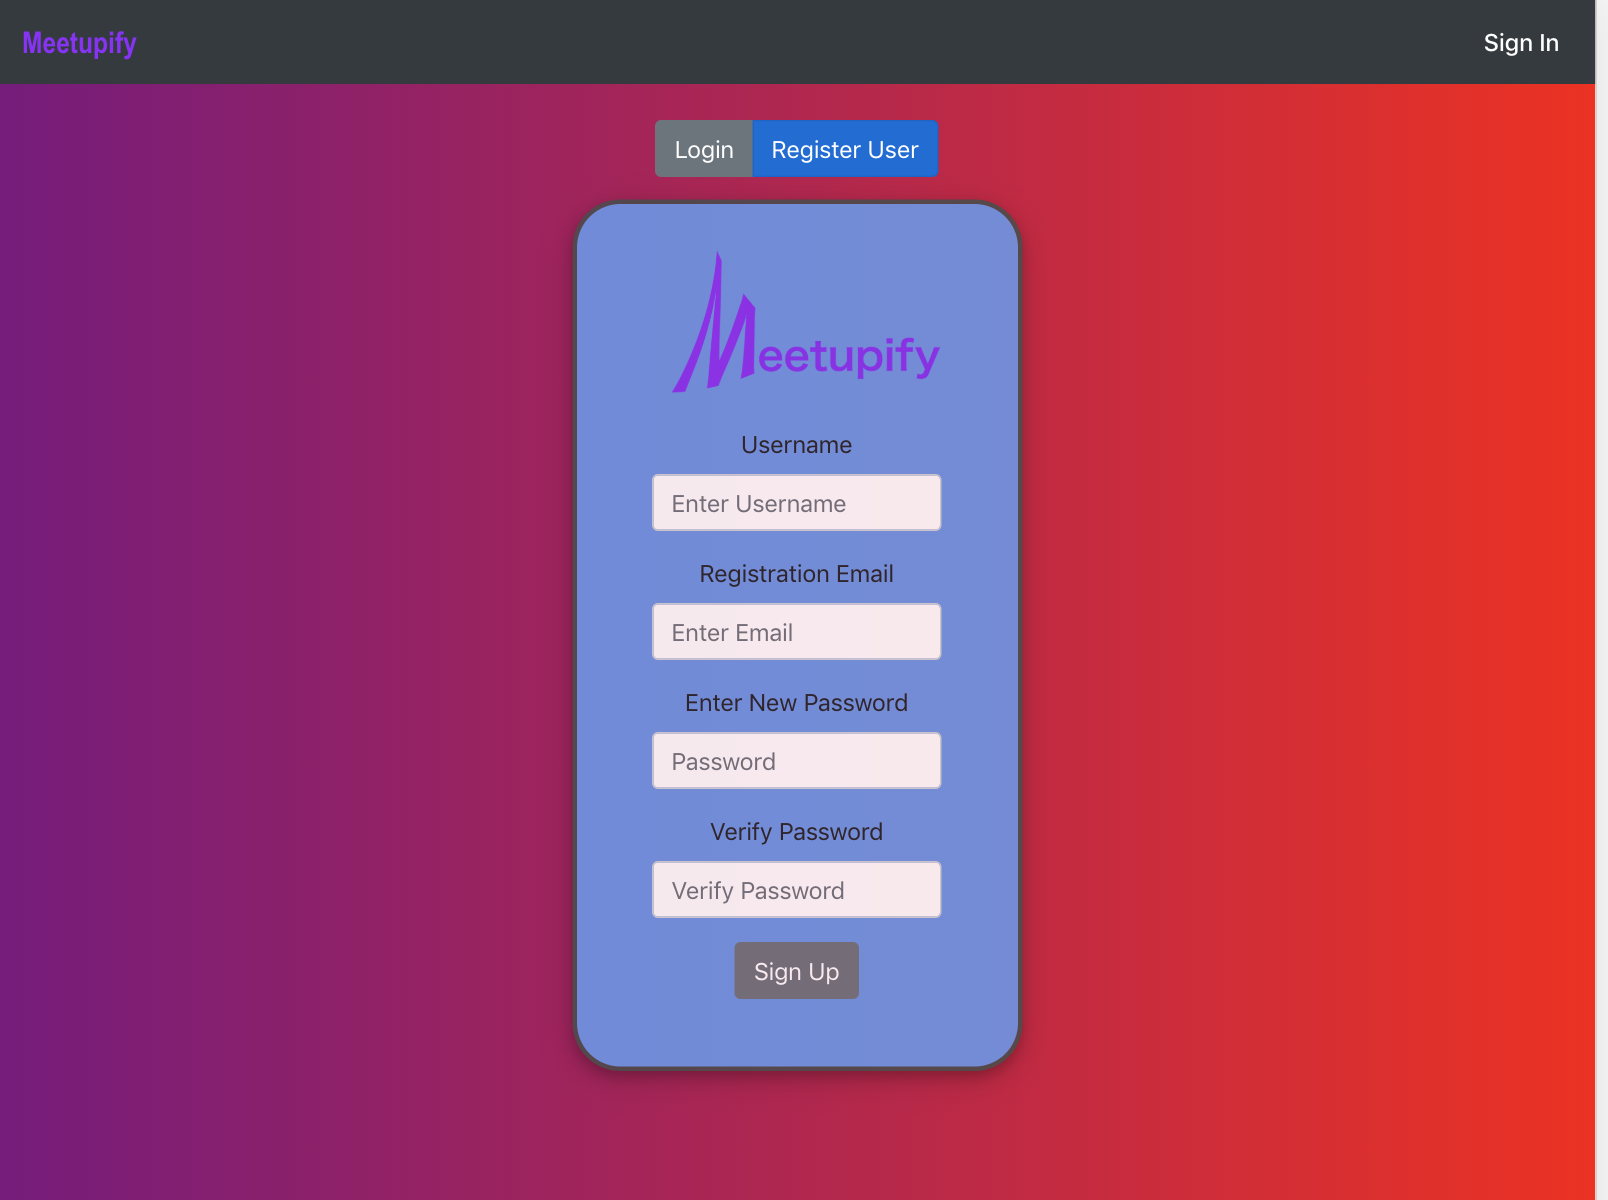 Meetupify
Sign In
Login
Register User
Meetupify
Username
Enter Username
Registration Email
Enter Email
Enter New Password
Password
Verify Password
Verify Password
Sign Up